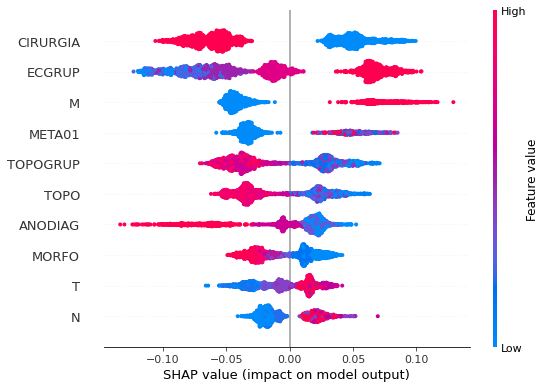 High
CIRURGIA
ECGRUP
M
META01
TOPOGRUP
TOPO
ANODIAG
MORFO
T
N
Feature value
Low
−0.10 −0.05 0.00 0.05 0.10
SHAP value (impact on model output)